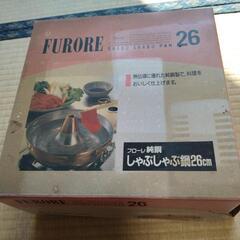 FURORE
SHABU SHABU PAN 26
熱伝導に優れた純銅製で、料理を
おいしく仕上げます。
フローレ 純銅
しゃぶしゃぶ鍋26cm
26